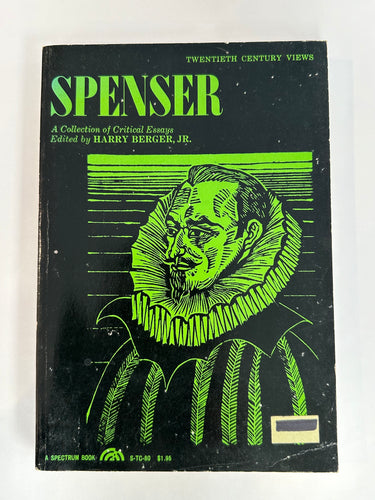 TWENTIETH CENTURY VIEWS
SPENSER
A Collection of Critical Essays
Edited by HARRY BERGER, JR.
A SPECTRUM BOOK S-TC-80 $1.95